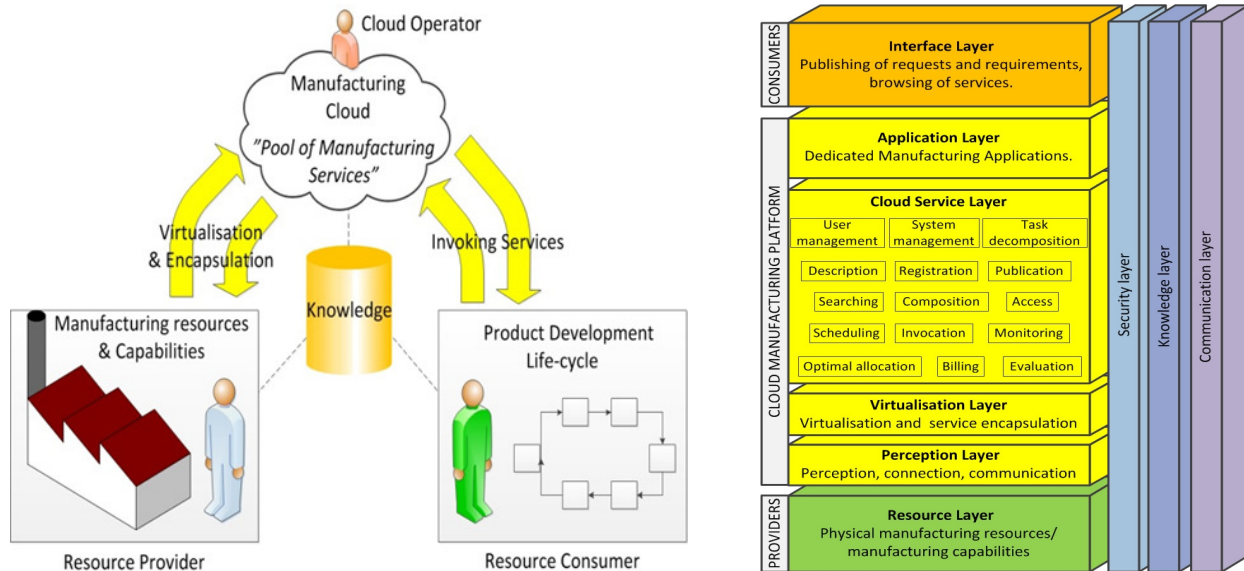 Cloud Operator
Manufacturing
Cloud
"Pool of Manufacturing
Services"
Virtualisation
& Encapsulation
Invoking Services
Knowledge
Manufacturing resources
& Capabilities
Product Development
Life-cycle
Resource Provider
Resource Consumer
CONSUMERS
Interface Layer
Publishing of requests and requirements,
browsing of services.
CLOUD MANUFACTURING PLATFORM
Application Layer
Dedicated Manufacturing Applications.
Cloud Service Layer
User
management
System
management
Task
decomposition
Description
Registration
Publication
Searching
Composition
Access
Scheduling
Invocation
Monitoring
Optimal allocation
Billing
Evaluation
Virtualisation Layer
Virtualisation and service encapsulation
Perception Layer
Perception, connection, communication
PROVIDERS
Resource Layer
Physical manufacturing resources/
manufacturing capabilities
Security layer
Knowledge layer
Communication layer